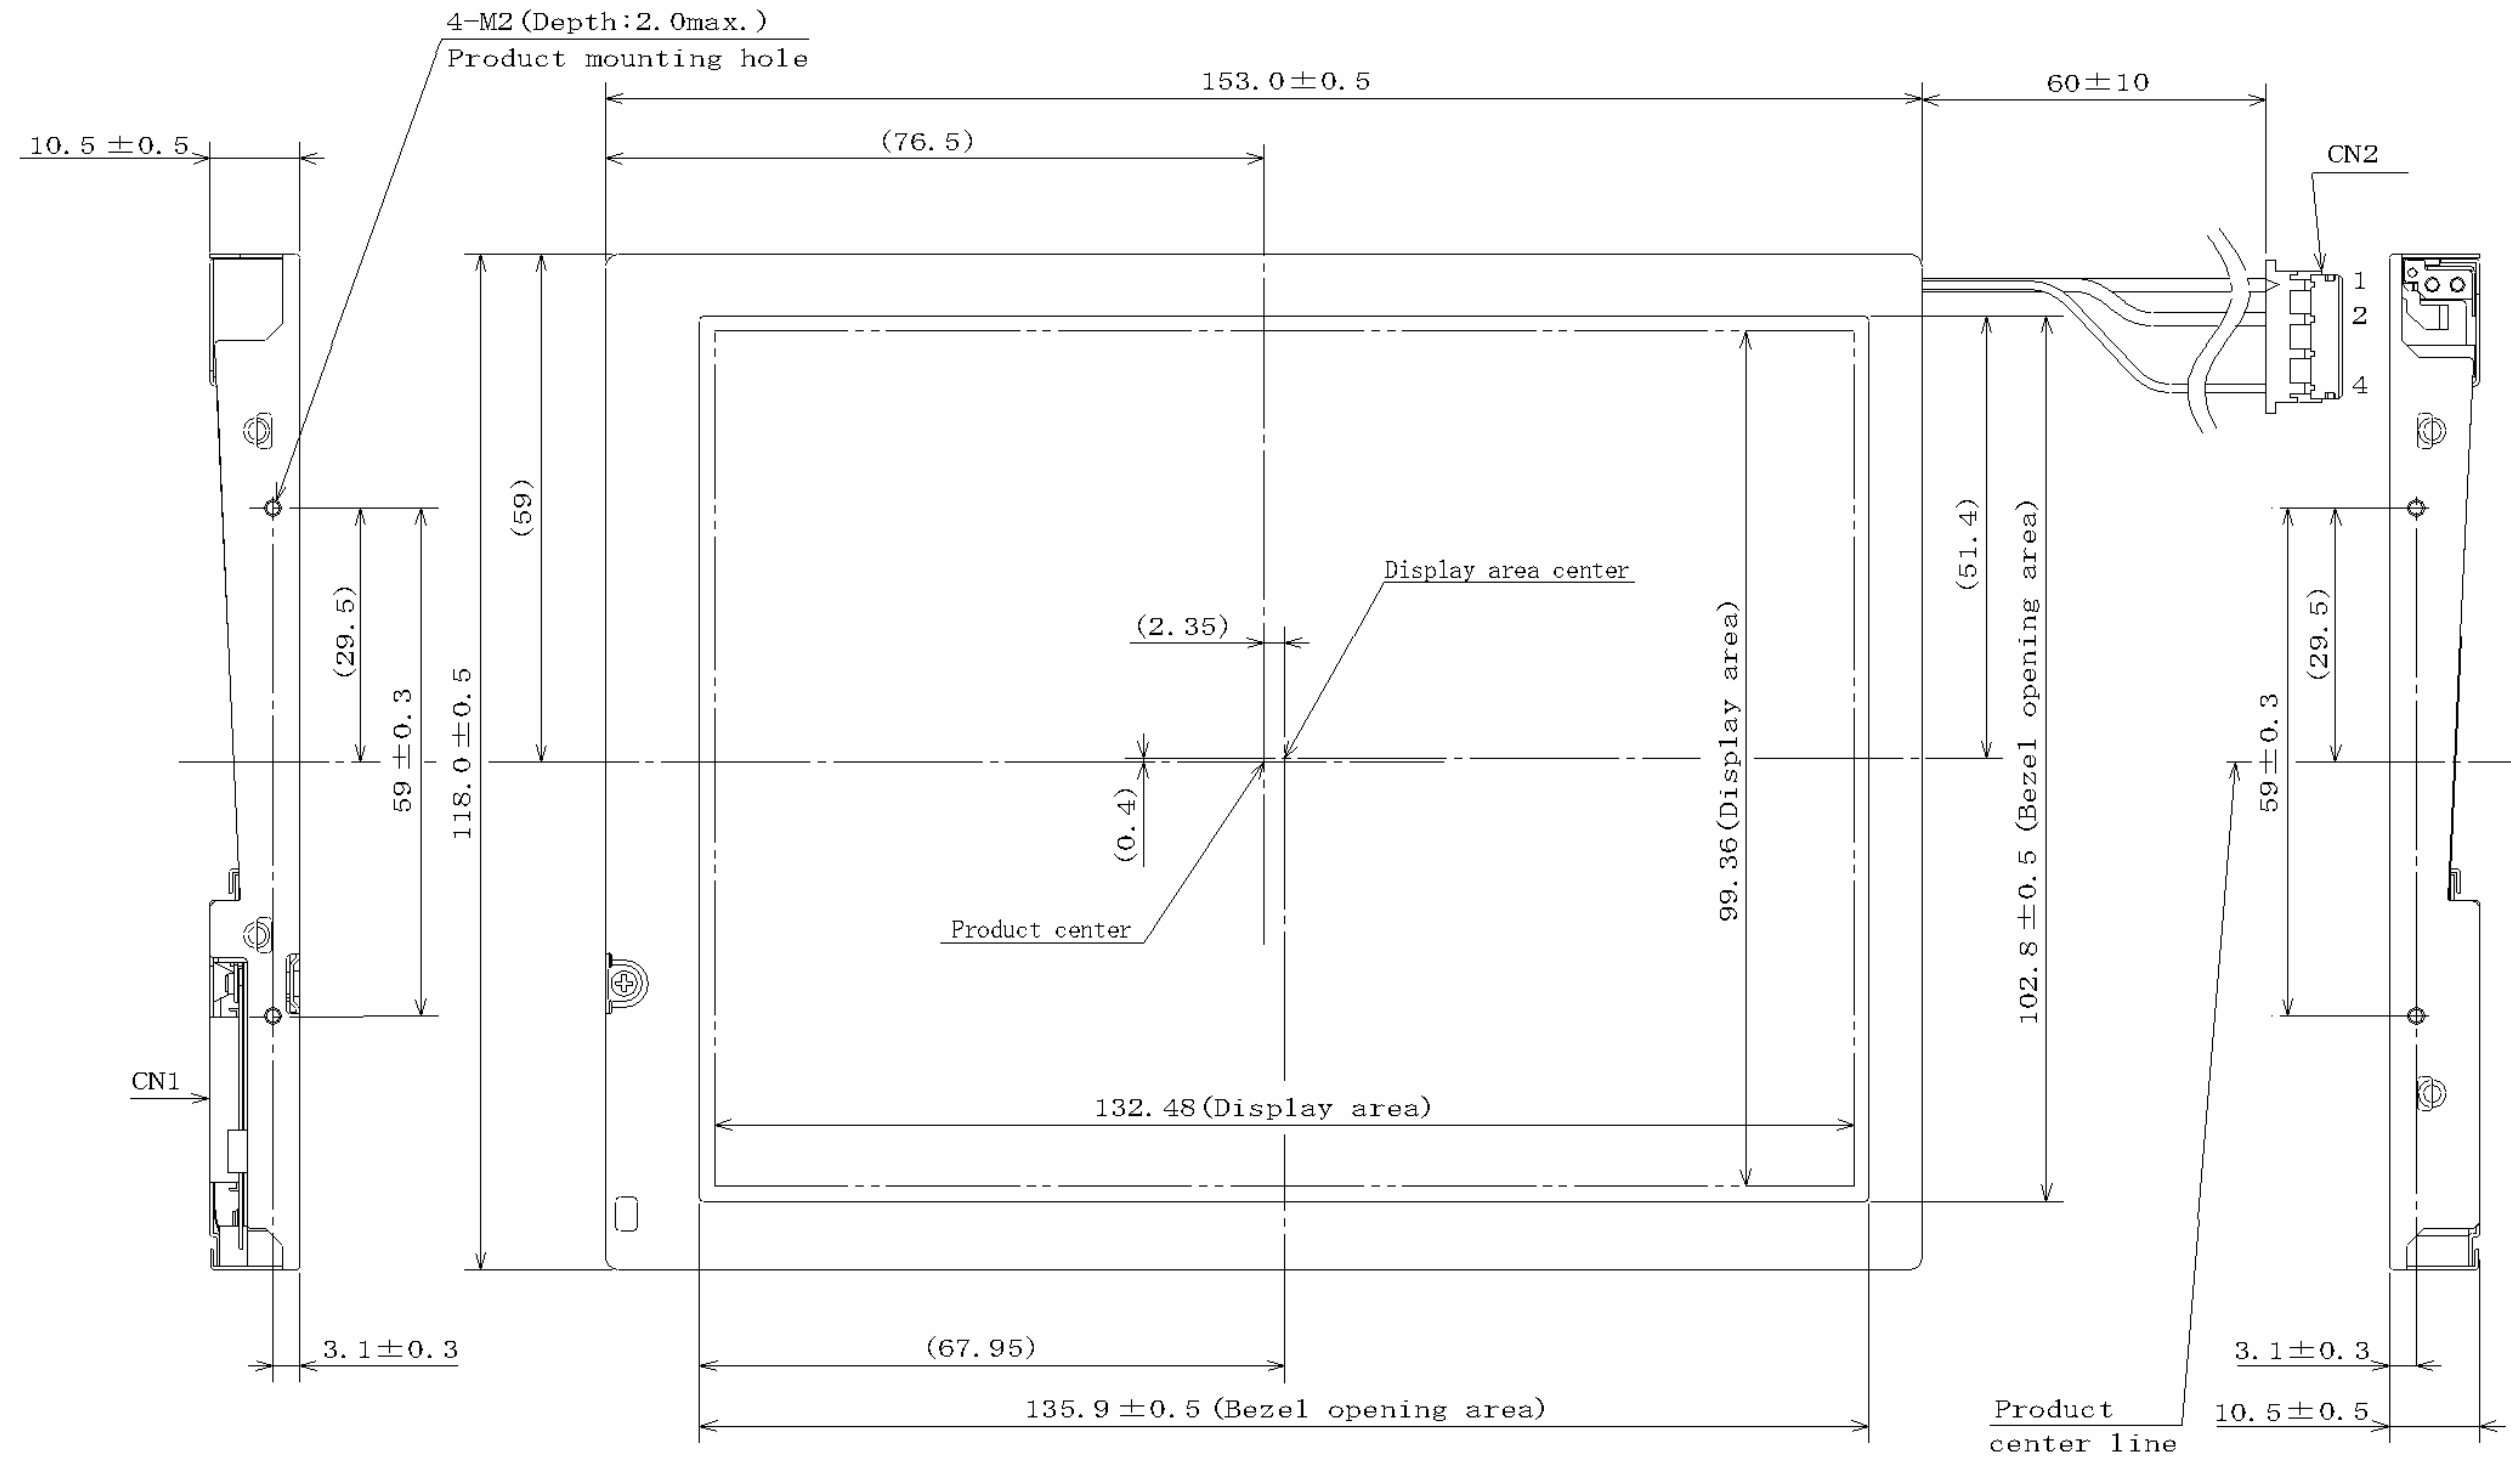 4-M2(Depth:2.0max.)
Product mounting hole
153.0±0.5
60±10
10.5±0.5
(76.5)
CN2
1
2
4
(59)
(51.4)
102.8±0.5(Bezel opening area)
99.36(Display area)
Display area center
(2.35)
(29.5)
59±0.3
118.0±0.5
(29.5)
59±0.3
(0.4)
Product center
CN1
132.48(Display area)
3.1±0.3
(67.95)
3.1±0.3
135.9±0.5(Bezel opening area)
Product
center line
10.5±0.5